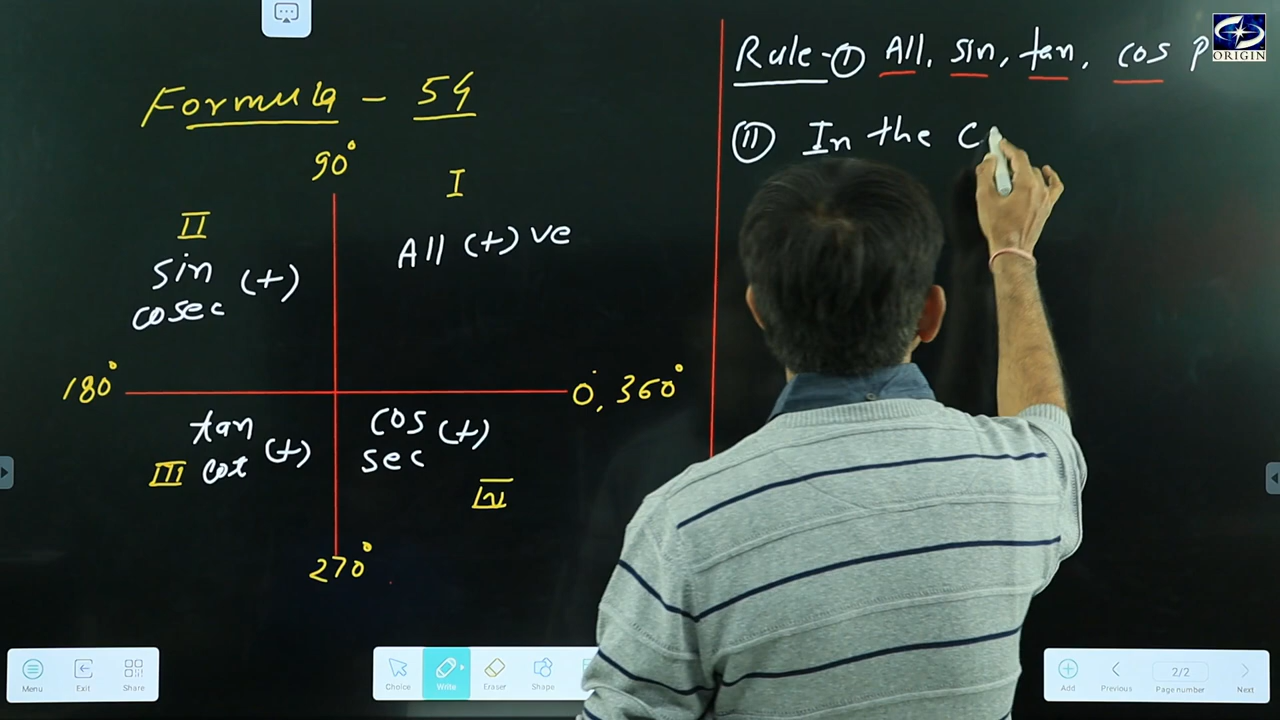 Formula - 54
90°
I
All (+) ve
II
sin
cosec (+)
180°
0°, 360°
tan
cot (+)
III
cos
sec (+)
IV
270°
Rule-① All, sin, tan, cos p
Ⅱ In the c
ORIGIN
Menu
Exit
Share
Choice
Write
Eraser
Shape
Add
Previous
2/2
Page number
Next